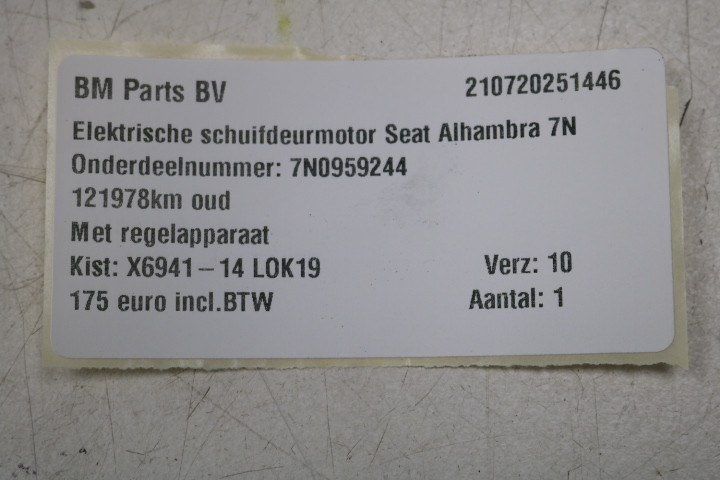 BM Parts BV 210720251446
Elektrische schuifdeurmotor Seat Alhambra 7N
Onderdeelnummer: 7N0959244
121978km oud
Met regelapparaat
Kist: X6941-14 LOK19 Verz: 10
175 euro incl.BTW Aantal: 1